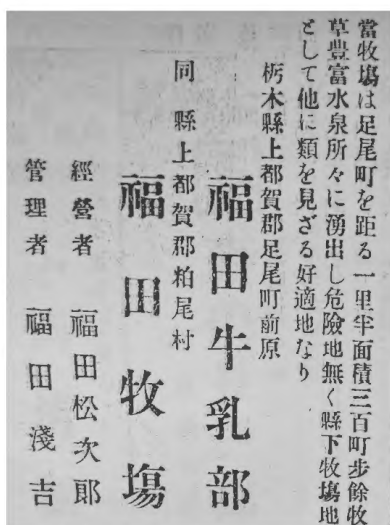 當牧塲は足尾町を距る一里半面積三百町歩餘牧
草豊富水泉所々に湧出し危險地無く縣下牧塲地
として他に類を見ざる好適地なり
栃木縣上都賀郡足尾町前原
福田牛乳部
同縣上都賀郡粕尾村
福田牧塲
經營者 福田松次郎
管理者 福田淺吉